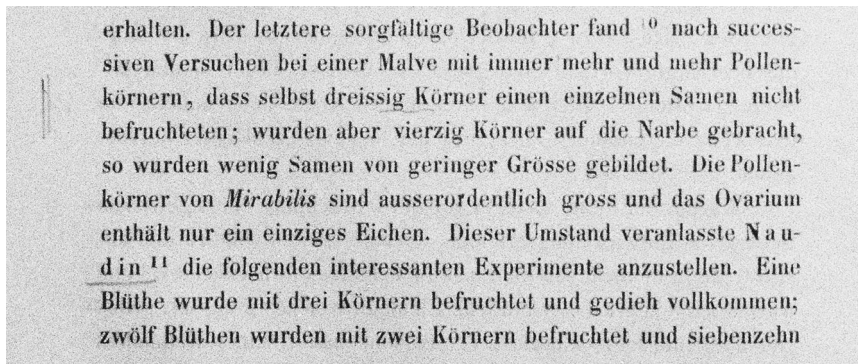 erhalten. Der letztere sorgfältige Beobachter fand ¹⁰ nach succes-
siven Versuchen bei einer Malve mit immer mehr und mehr Pollen-
körnern, dass selbst dreissig Körner einen einzelnen Samen nicht
befruchteten; wurden aber vierzig Körner auf die Narbe gebracht,
so wurden wenig Samen von geringer Grösse gebildet. Die Pollen-
körner von Mirabilis sind ausserordentlich gross und das Ovarium
enthält nur ein einziges Eichen. Dieser Umstand veranlasste Nau-
din ¹¹ die folgenden interessanten Experimente anzustellen. Eine
Blüthe wurde mit drei Körnern befruchtet und gedieh vollkommen;
zwölf Blüthen wurden mit zwei Körnern befruchtet und siebenzehn